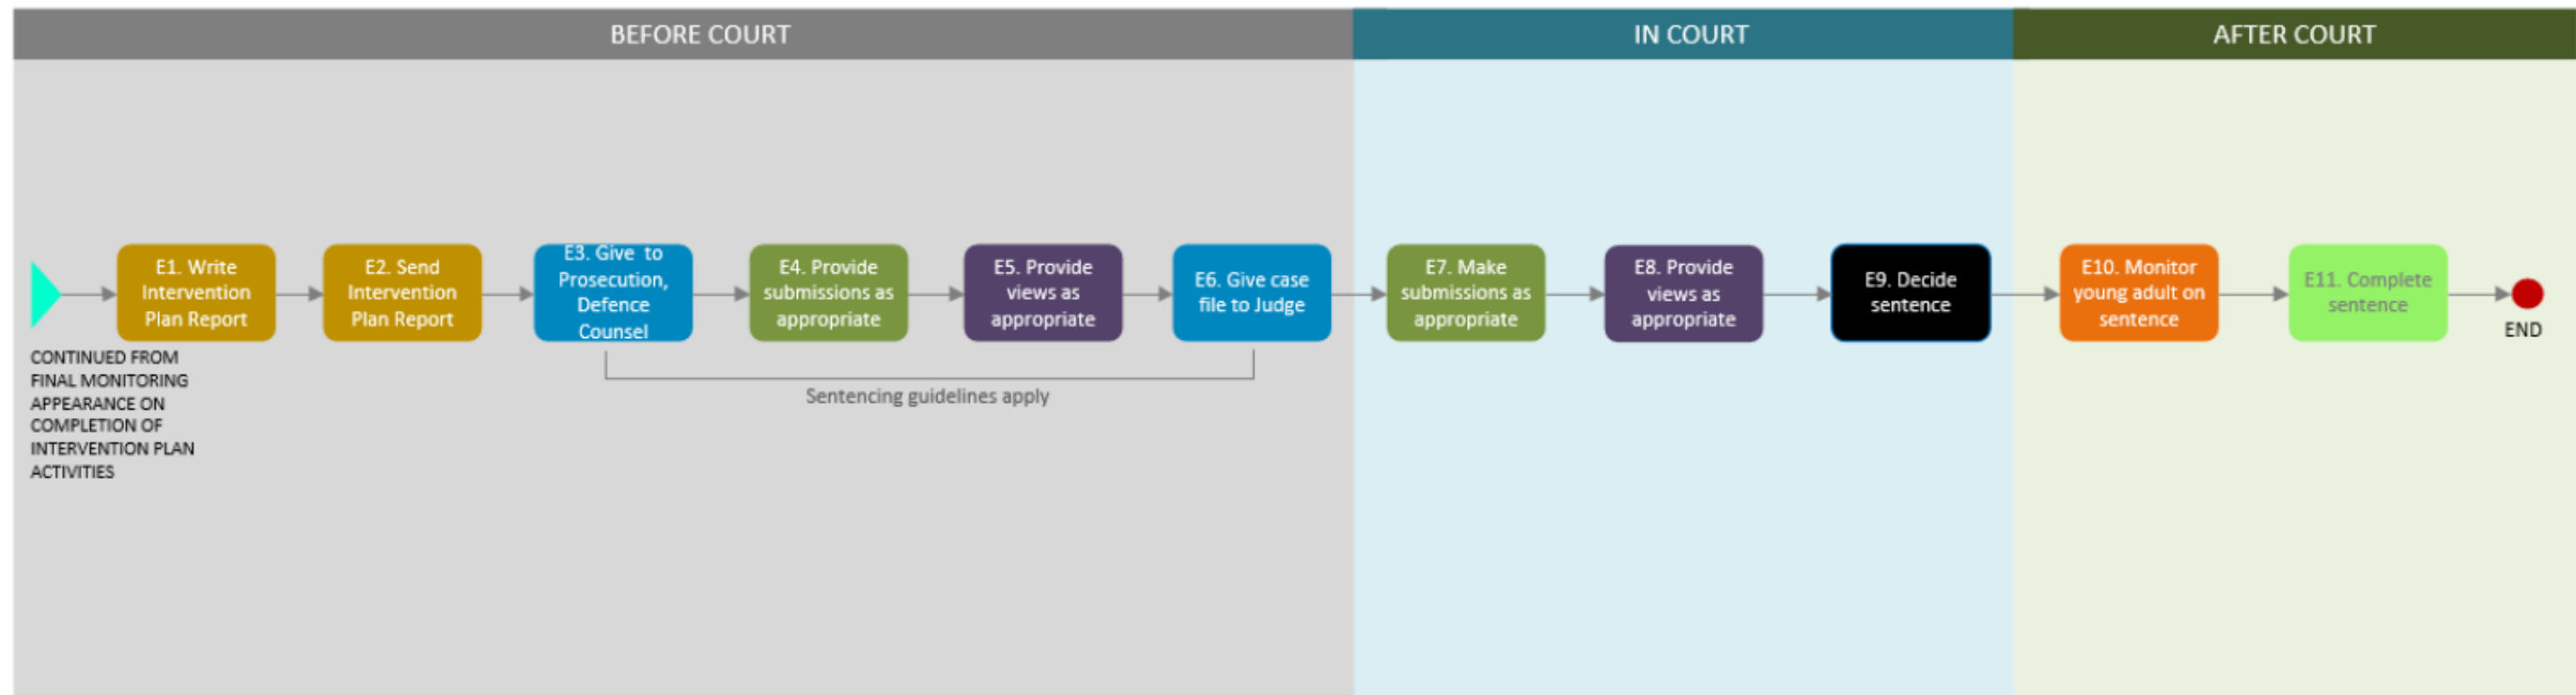 BEFORE COURT
IN COURT
AFTER COURT
E1. Write
Intervention
Plan Report
E2. Send
Intervention
Plan Report
E3. Give to
Prosecution,
Defence
Counsel
E4. Provide
submissions as
appropriate
E5. Provide
views as
appropriate
E6. Give case
file to Judge
E7. Make
submissions as
appropriate
E8. Provide
views as
appropriate
E9. Decide
sentence
E10. Monitor
young adult on
sentence
E11. Complete
sentence
END
CONTINUED FROM
FINAL MONITORING
APPEARANCE ON
COMPLETION OF
INTERVENTION PLAN
ACTIVITIES
Sentencing guidelines apply